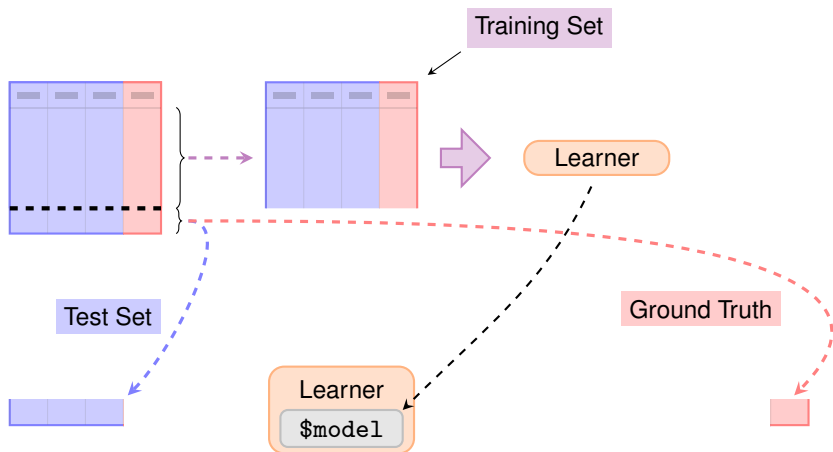 Training Set
Learner
Test Set
Ground Truth
Learner
$model